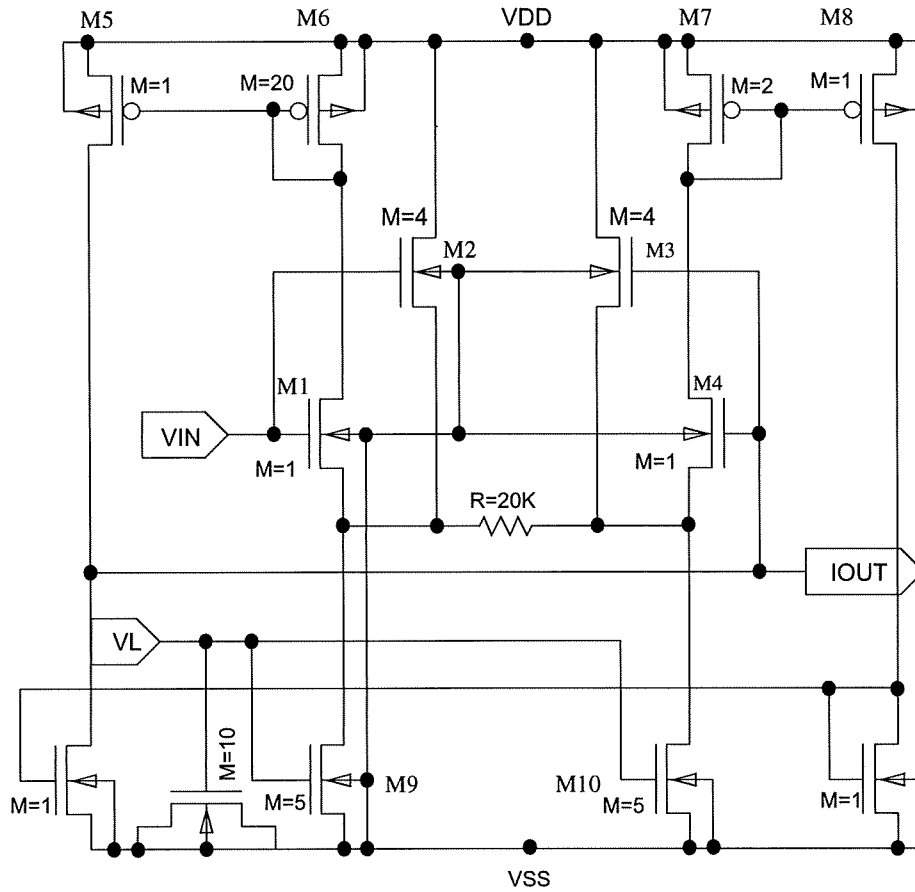 M5 M6 VDD M7 M8
M=1 M=20 M=2 M=1
M=4 M=4
M2 M3
M1 M4
VIN
M=1 M=1
R=20K
IOUT
VL
M=10
M9 M10
M=1 M=5 M=5 M=1
VSS